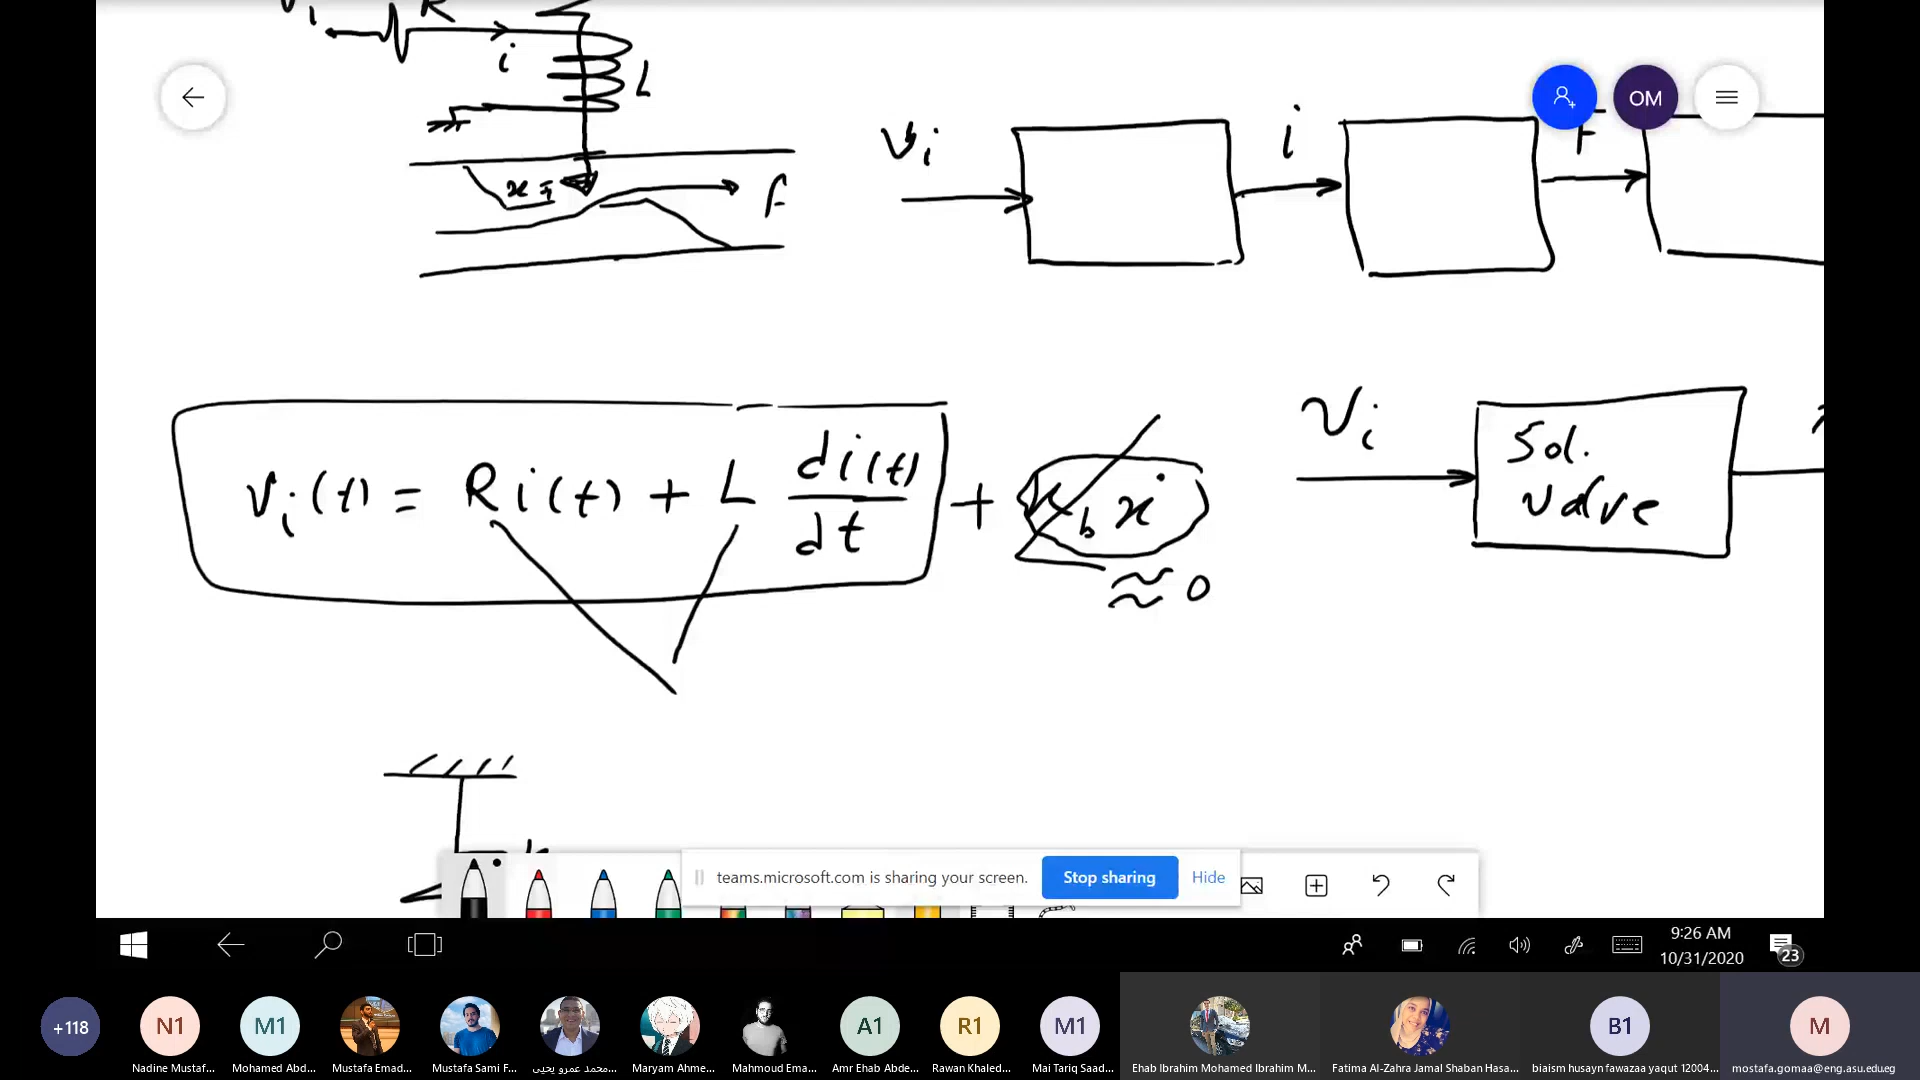 R
i
L
x =
F
OM
vi
i
F
vi
Sol.
valve
vi(t) = R i(t) + L di(t)/dt + Kb ẋ
≈ 0
teams.microsoft.com is sharing your screen.
Stop sharing
Hide
9:26 AM
10/31/2020
23
+118
N1
M1
A1
R1
M1
B1
M
Nadine Mustaf...
Mohamed Abd...
Mustafa Emad...
Mustafa Sami F...
محمد عمرو يحيى...
Maryam Ahme...
Mahmoud Ema...
Amr Ehab Abde...
Rawan Khaled...
Mai Tariq Saad...
Ehab Ibrahim Mohamed Ibrahim M...
Fatima Al-Zahra Jamal Shaban Hasa...
biaism husayn fawazaa yaqut 12004...
mostafa.gomaa@eng.asu.edu.eg